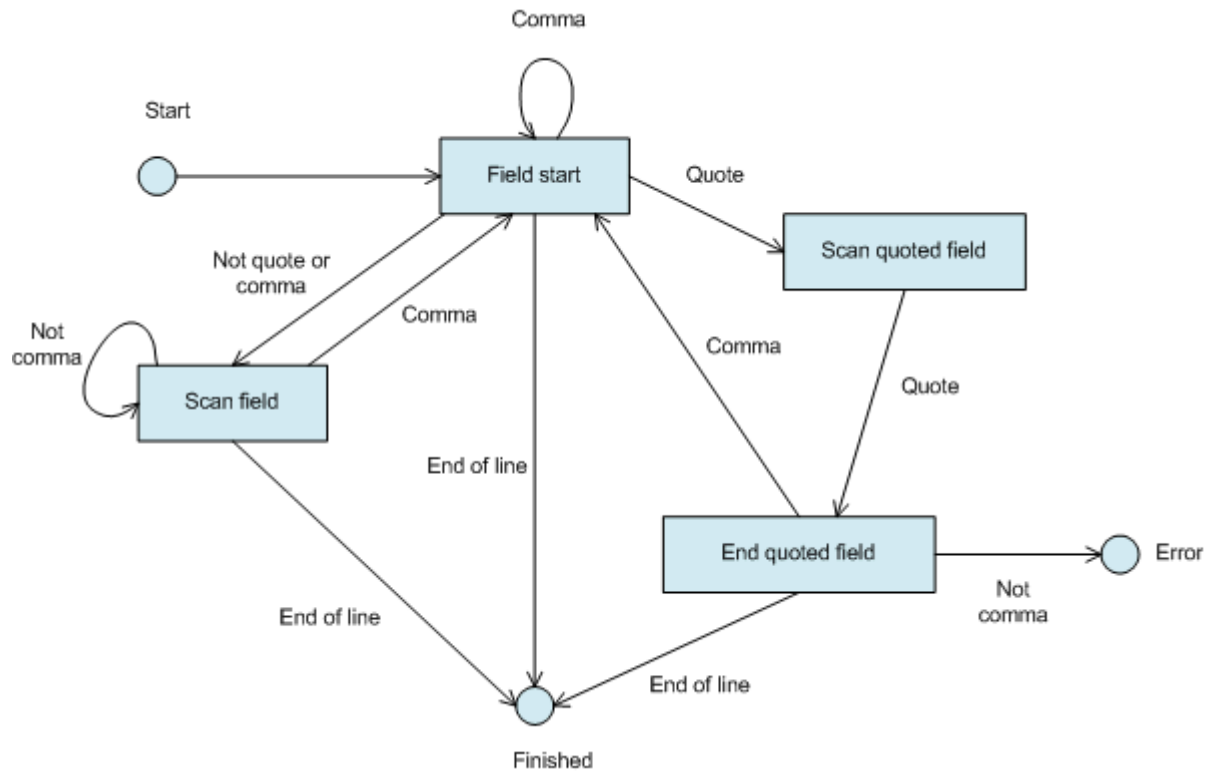 Comma
Start
Field start
Quote
Scan quoted field
Not quote or
comma
Comma
Not
comma
Comma
Quote
Scan field
End of line
End quoted field
Error
Not
comma
End of line
End of line
Finished